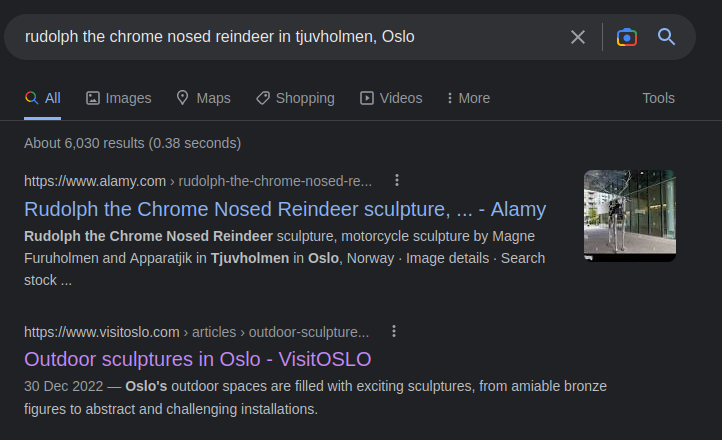 rudolph the chrome nosed reindeer in tjuvholmen, Oslo
All Images Maps Shopping Videos More Tools
About 6,030 results (0.38 seconds)
https://www.alamy.com › rudolph-the-chrome-nosed-re...
Rudolph the Chrome Nosed Reindeer sculpture, ... - Alamy
Rudolph the Chrome Nosed Reindeer sculpture, motorcycle sculpture by Magne
Furuholmen and Apparatjik in Tjuvholmen in Oslo, Norway · Image details · Search
stock ...
https://www.visitoslo.com › articles › outdoor-sculpture...
Outdoor sculptures in Oslo - VisitOSLO
30 Dec 2022 — Oslo's outdoor spaces are filled with exciting sculptures, from amiable bronze
figures to abstract and challenging installations.